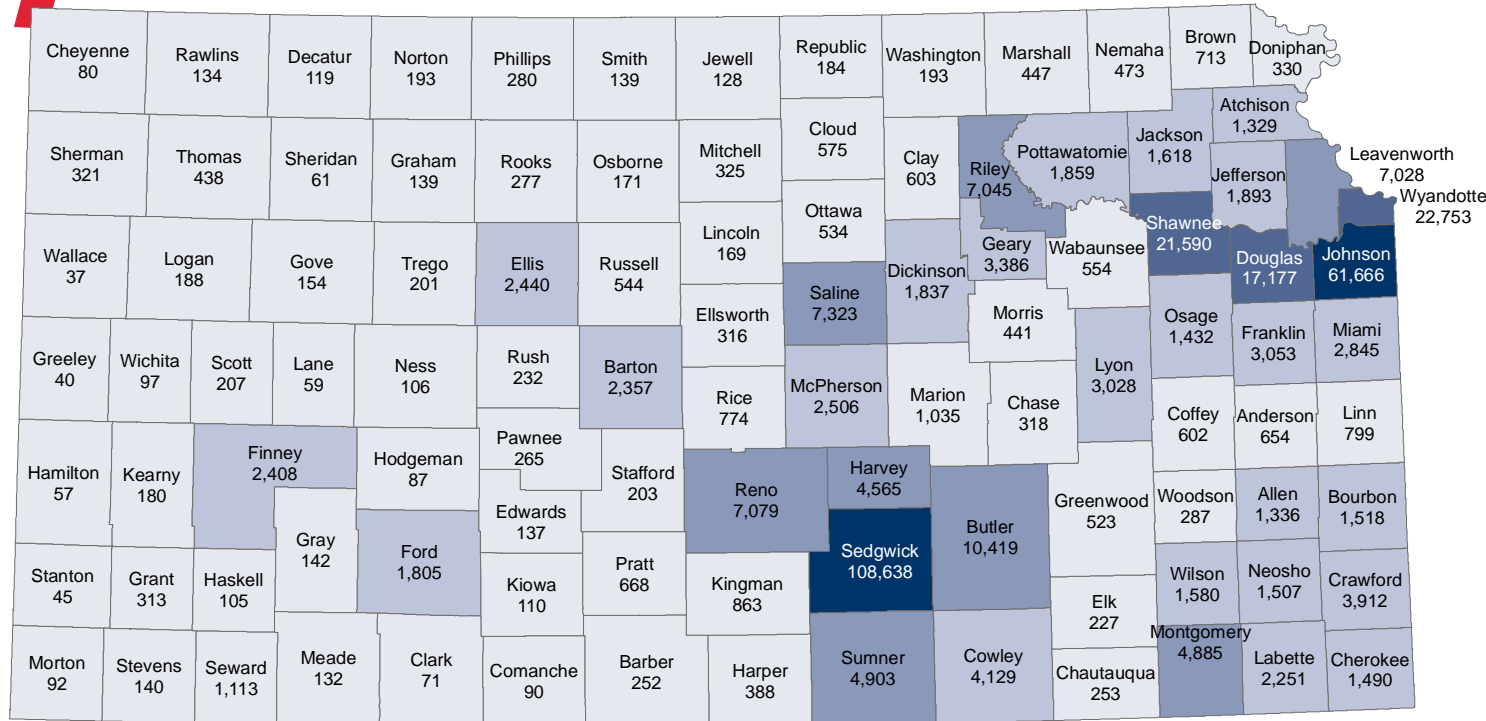 Cheyenne
80
Rawlins
134
Decatur
119
Norton
193
Phillips
280
Smith
139
Jewell
128
Republic
184
Washington
193
Marshall
447
Nemaha
473
Brown
713
Doniphan
330
Atchison
1,329
Sherman
321
Thomas
438
Sheridan
61
Graham
139
Rooks
277
Osborne
171
Mitchell
325
Cloud
575
Clay
603
Riley
7,045
Pottawatomie
1,859
Jackson
1,618
Jefferson
1,893
Leavenworth
7,028
Wyandotte
22,753
Wallace
37
Logan
188
Gove
154
Trego
201
Ellis
2,440
Russell
544
Lincoln
169
Ottawa
534
Saline
7,323
Dickinson
1,837
Geary
3,386
Wabaunsee
554
Shawnee
21,590
Douglas
17,177
Johnson
61,666
Ellsworth
316
Morris
441
Osage
1,432
Franklin
3,053
Miami
2,845
Greeley
40
Wichita
97
Scott
207
Lane
59
Ness
106
Rush
232
Barton
2,357
Rice
774
McPherson
2,506
Marion
1,035
Chase
318
Lyon
3,028
Coffey
602
Anderson
654
Linn
799
Hamilton
57
Kearny
180
Finney
2,408
Hodgeman
87
Pawnee
265
Stafford
203
Edwards
137
Reno
7,079
Harvey
4,565
Butler
10,419
Greenwood
523
Woodson
287
Allen
1,336
Bourbon
1,518
Gray
142
Ford
1,805
Sedgwick
108,638
Stanton
45
Grant
313
Haskell
105
Kiowa
110
Pratt
668
Kingman
863
Elk
227
Wilson
1,580
Neosho
1,507
Crawford
3,912
Morton
92
Stevens
140
Seward
1,113
Meade
132
Clark
71
Comanche
90
Barber
252
Harper
388
Sumner
4,903
Cowley
4,129
Chautauqua
253
Montgomery
4,885
Labette
2,251
Cherokee
1,490